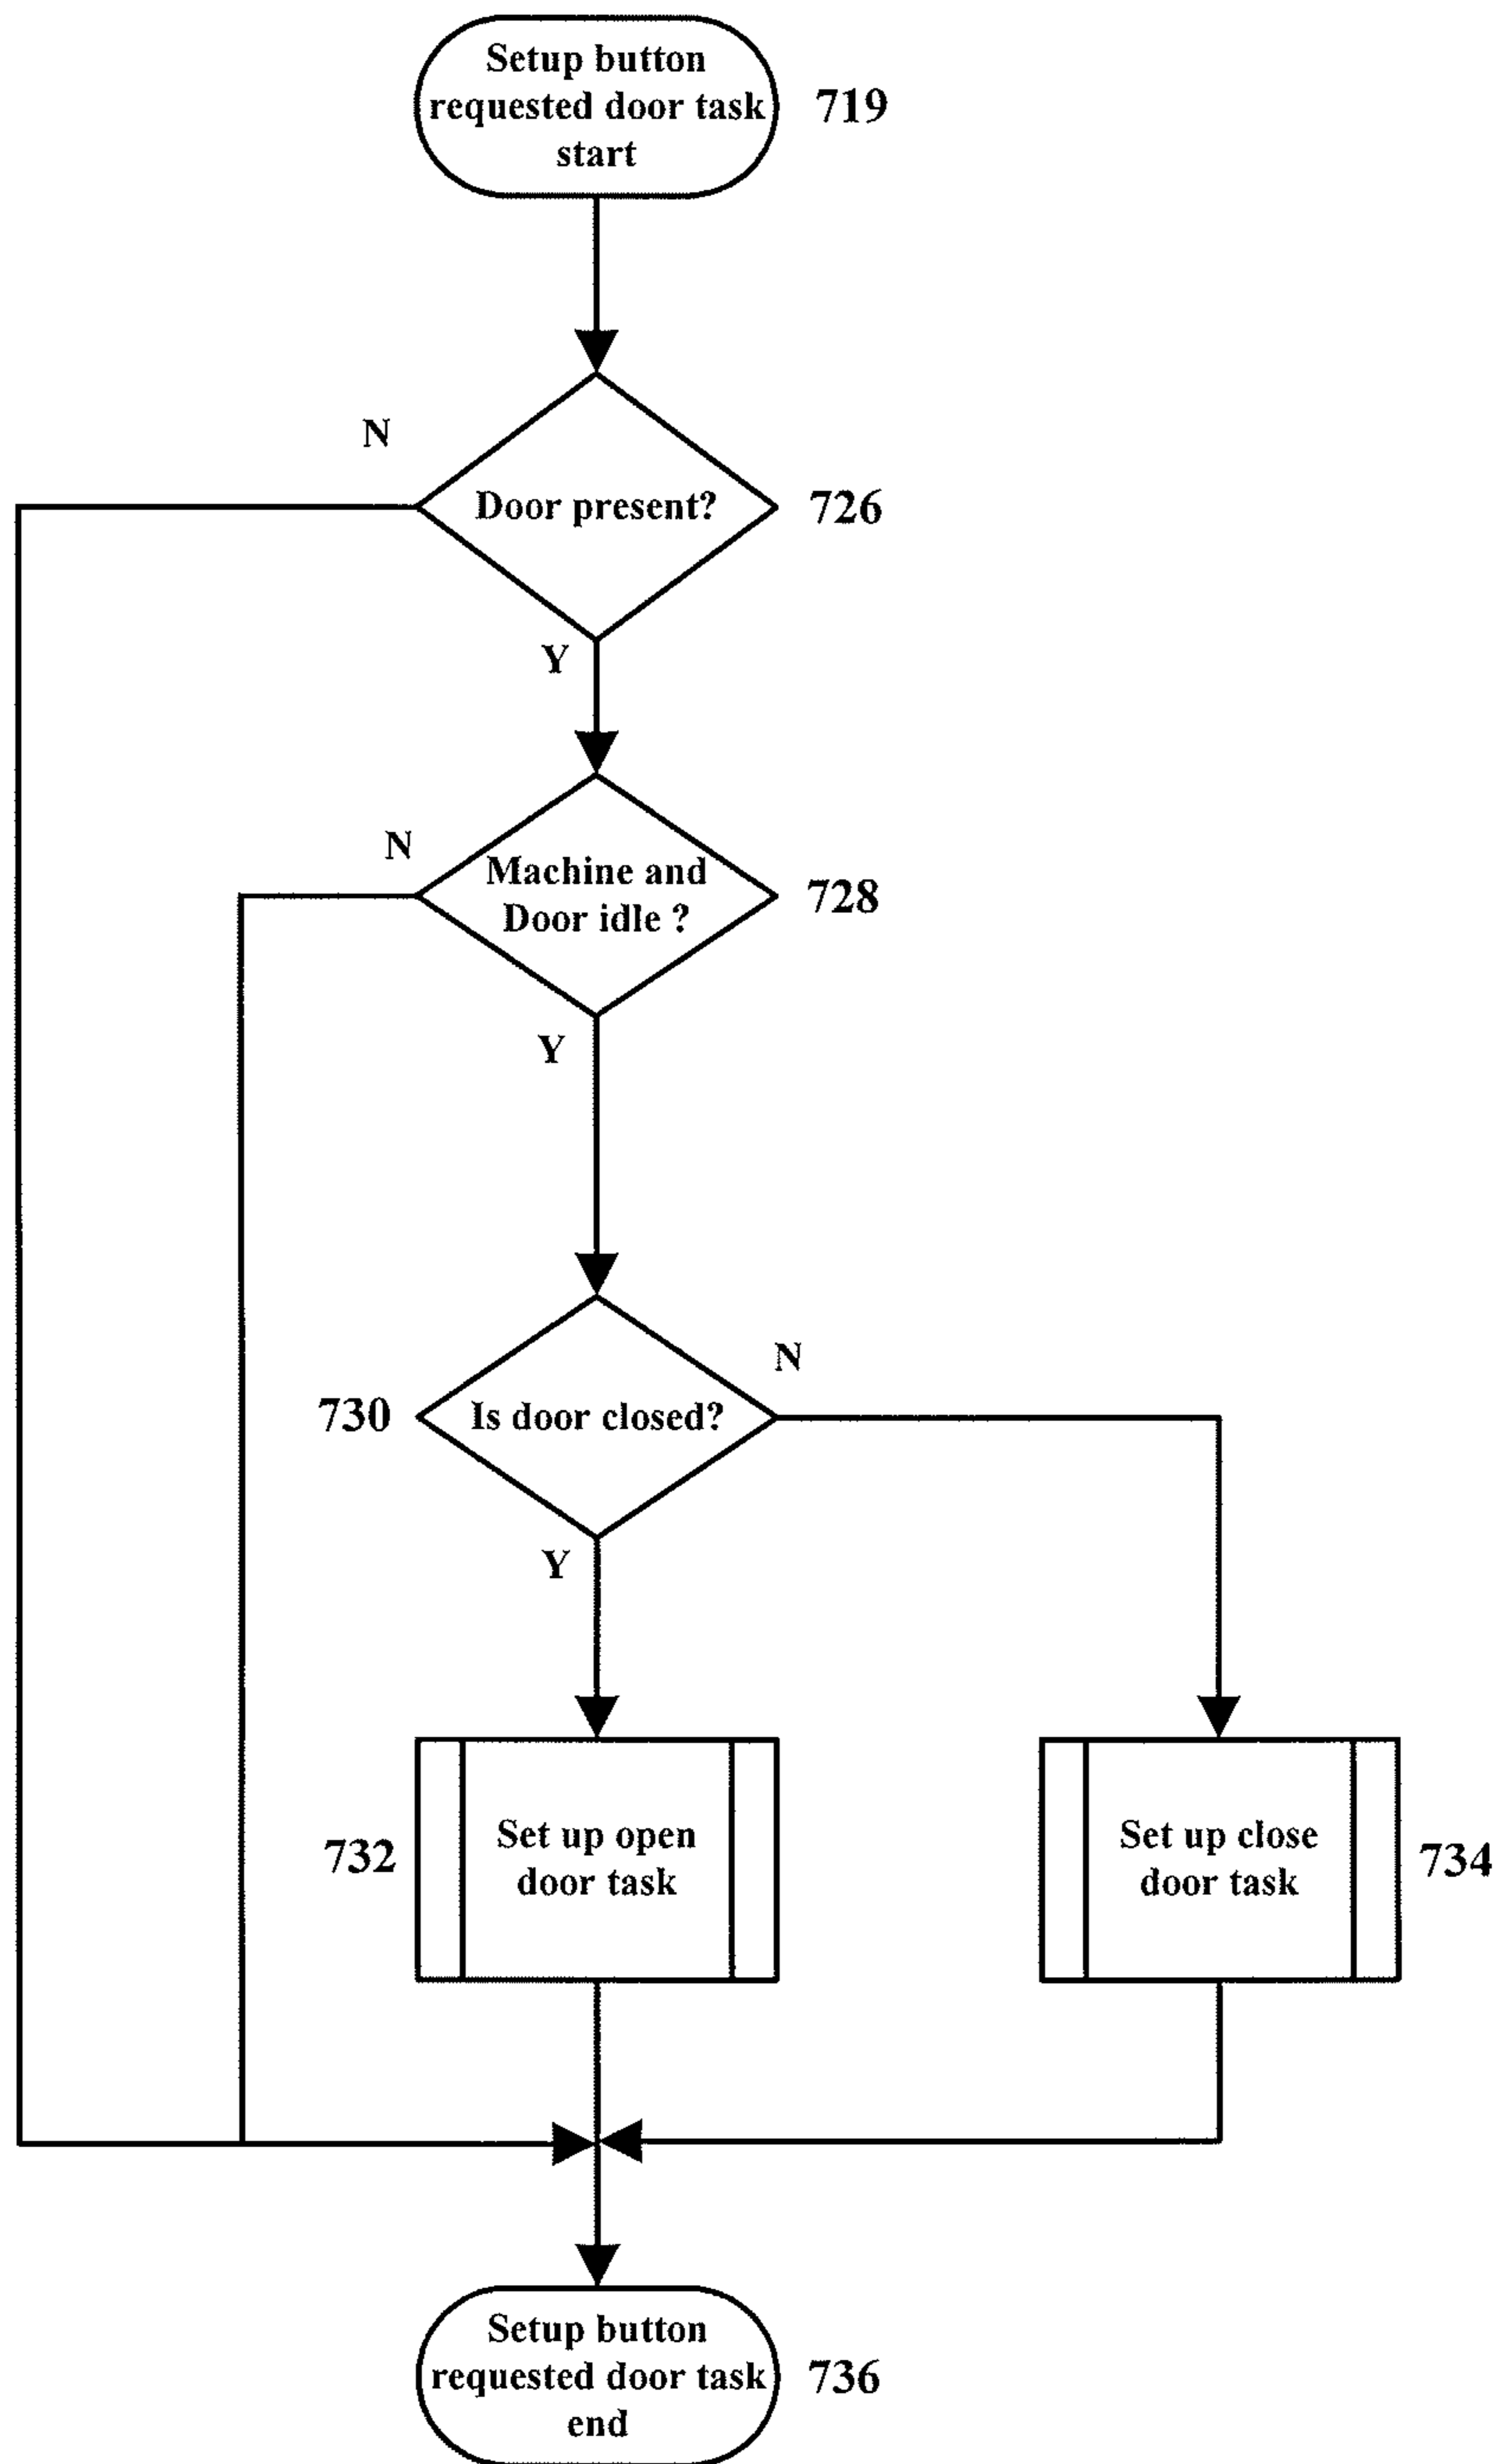 Setup button
requested door task
start
719
N
Door present?
726
Y
N
Machine and
Door idle ?
728
Y
N
730
Is door closed?
Y
732
Set up open
door task
Set up close
door task
734
Setup button
requested door task
end
736